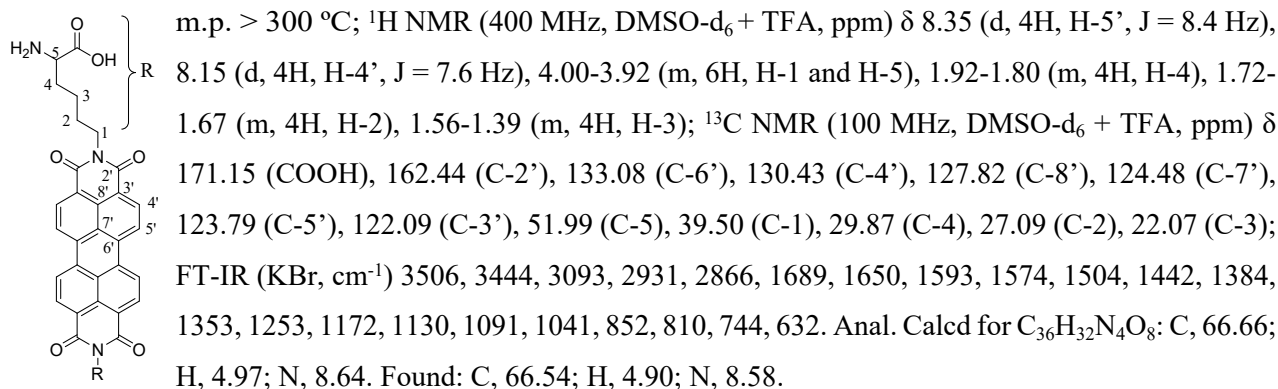 m.p. > 300 ºC; ¹H NMR (400 MHz, DMSO-d₆ + TFA, ppm) δ 8.35 (d, 4H, H-5’, J = 8.4 Hz),
8.15 (d, 4H, H-4’, J = 7.6 Hz), 4.00-3.92 (m, 6H, H-1 and H-5), 1.92-1.80 (m, 4H, H-4), 1.72-
1.67 (m, 4H, H-2), 1.56-1.39 (m, 4H, H-3); ¹³C NMR (100 MHz, DMSO-d₆ + TFA, ppm) δ
171.15 (COOH), 162.44 (C-2’), 133.08 (C-6’), 130.43 (C-4’), 127.82 (C-8’), 124.48 (C-7’),
123.79 (C-5’), 122.09 (C-3’), 51.99 (C-5), 39.50 (C-1), 29.87 (C-4), 27.09 (C-2), 22.07 (C-3);
FT-IR (KBr, cm⁻¹) 3506, 3444, 3093, 2931, 2866, 1689, 1650, 1593, 1574, 1504, 1442, 1384,
1353, 1253, 1172, 1130, 1091, 1041, 852, 810, 744, 632. Anal. Calcd for C₃₆H₃₂N₄O₈: C, 66.66;
H, 4.97; N, 8.64. Found: C, 66.54; H, 4.90; N, 8.58.
O
H₂N 5 OH
R
4
3
2
1
O N O
2'
8' 3'
4'
7' 5'
6'
O N O
R